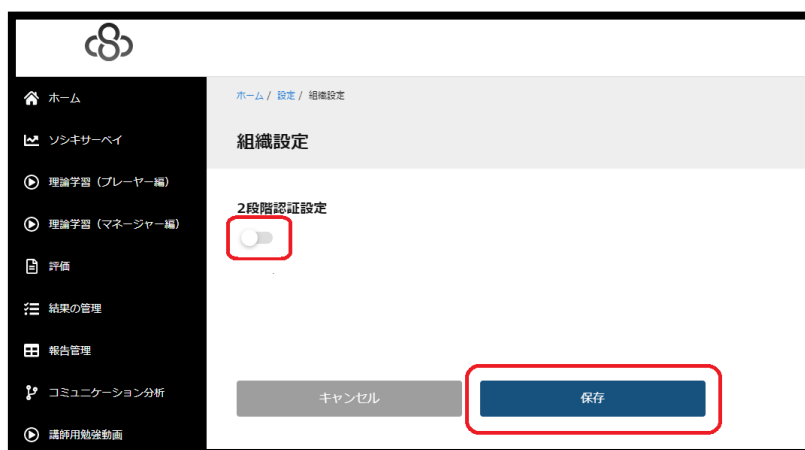 ホーム
ソシキサーベイ
理論学習（プレーヤー編）
理論学習（マネージャー編）
評価
結果の管理
報告管理
コミュニケーション分析
講師用勉強動画
ホーム / 設定 / 組織設定
組織設定
2段階認証設定
キャンセル
保存